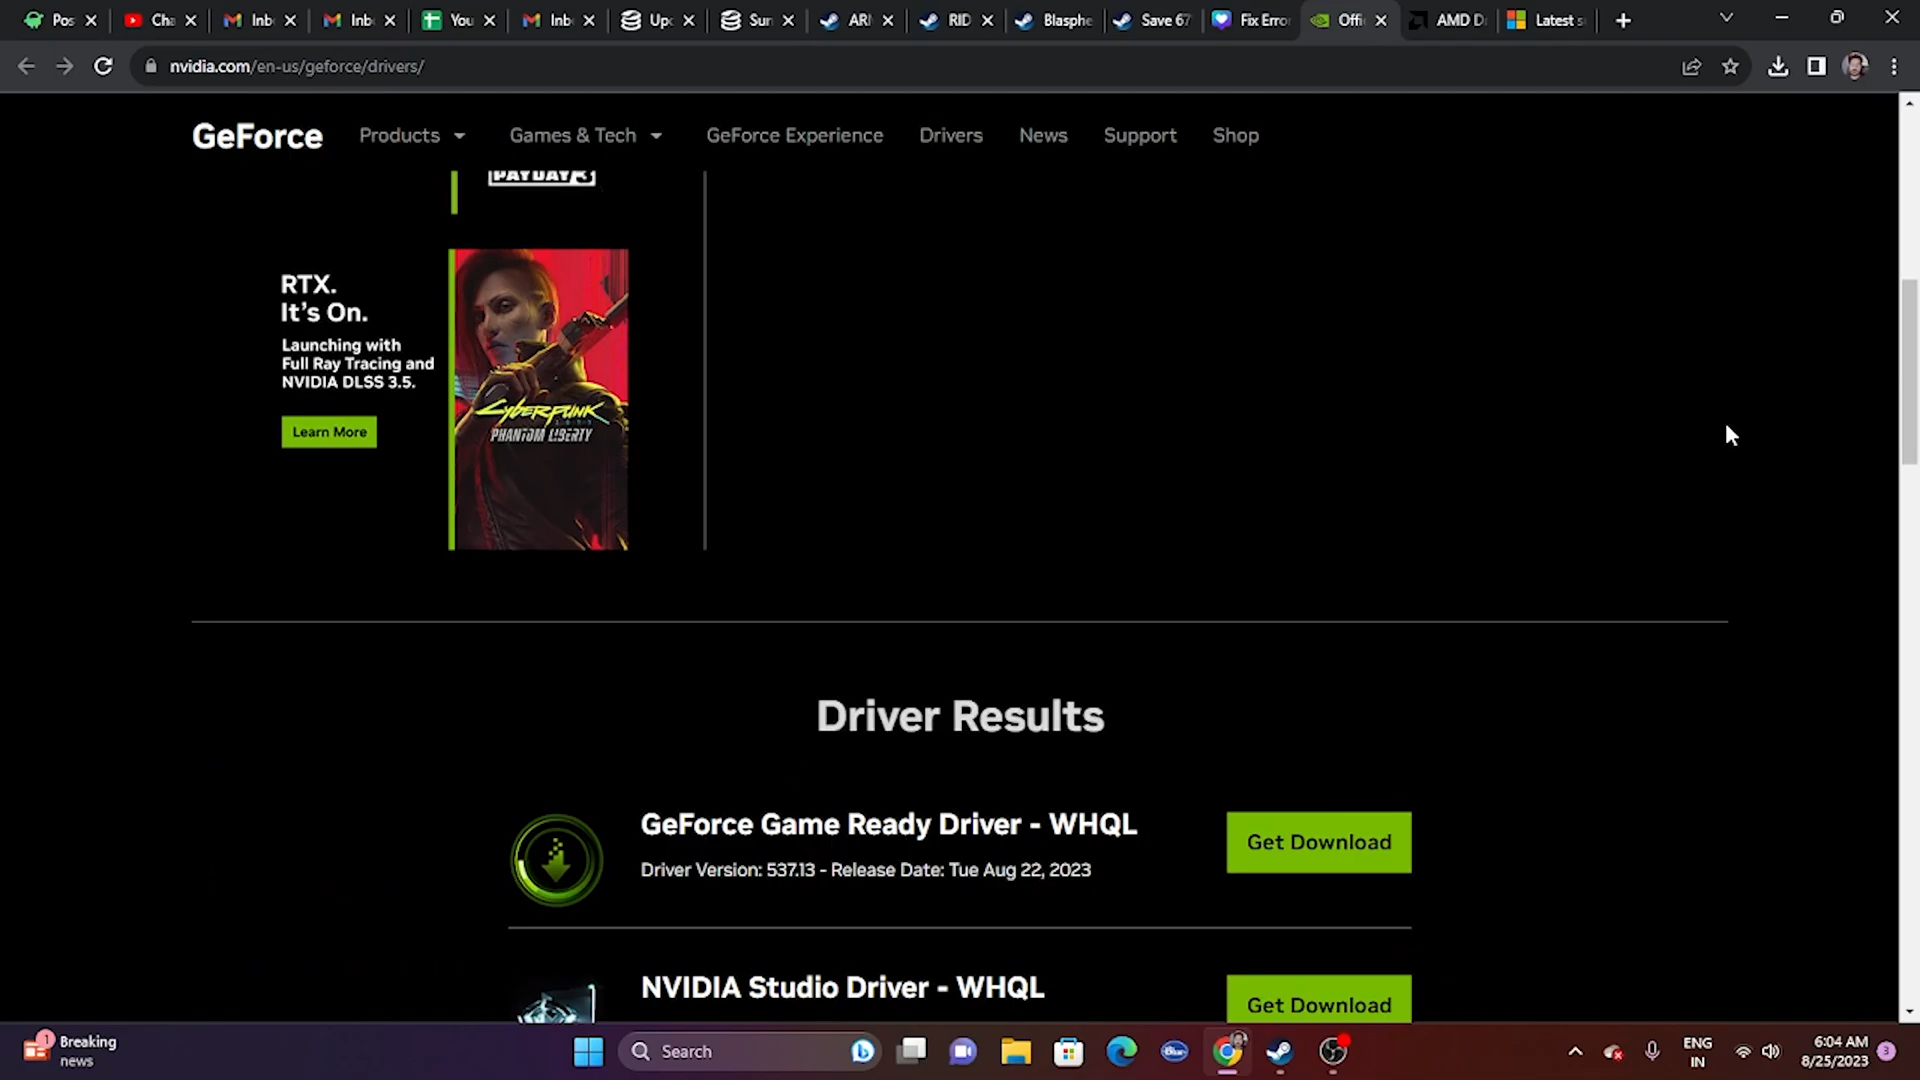 Pos
Cha
Inb
Inb
You
Inb
Upc
Sur
RID
Blasphe
Save 67
Fix Erro
Offi
AMD D
Latest s
nvidia.com/en-us/geforce/drivers/
GeForce
Products
Games & Tech
GeForce Experience
Drivers
News
Support
Shop
PAYDAY 3
RTX.
It's On.
Launching with
Full Ray Tracing and
NVIDIA DLSS 3.5.
Learn More
Cyberpunk
PHANTOM LIBERTY
Driver Results
GeForce Game Ready Driver - WHQL
Driver Version: 537.13 - Release Date: Tue Aug 22, 2023
Get Download
NVIDIA Studio Driver - WHQL
Get Download
1
Breaking
news
Search
ENG
IN
6:04 AM
8/25/2023
3